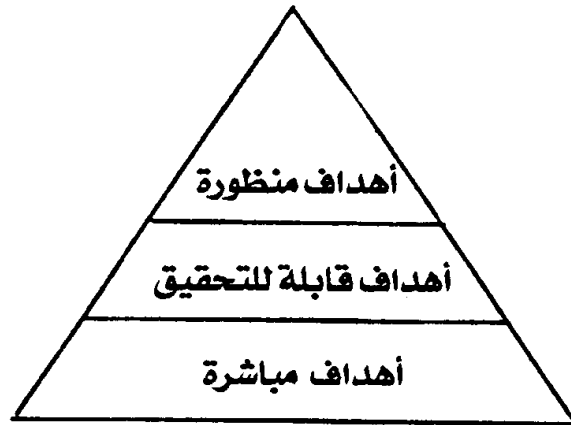 أهداف منظورة
أهداف قابلة للتحقيق
أهداف مباشرة